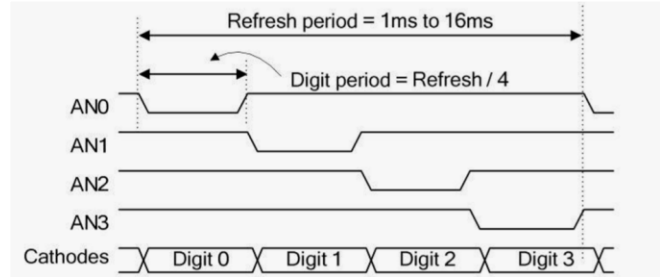 Refresh period = 1ms to 16ms
Digit period = Refresh / 4
AN0
AN1
AN2
AN3
Cathodes Digit 0 Digit 1 Digit 2 Digit 3